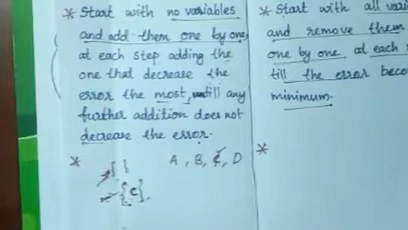 * Start with no variables
and add them one by one,
at each step adding the
one that decrease the
error the most, until any
further addition does not
decrease the error.
* { } A, B, C, D
{C}.
* Start with all
and remove them
one by one at each
till the error
minimum.
*